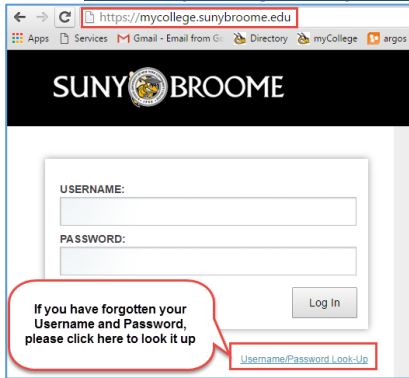 https://mycollege.sunybroome.edu
Apps Services Gmail - Email from Go Directory myCollege argos
SUNY BROOME
USERNAME:
PASSWORD:
Log In
If you have forgotten your
Username and Password,
please click here to look it up
Username/Password Look-Up